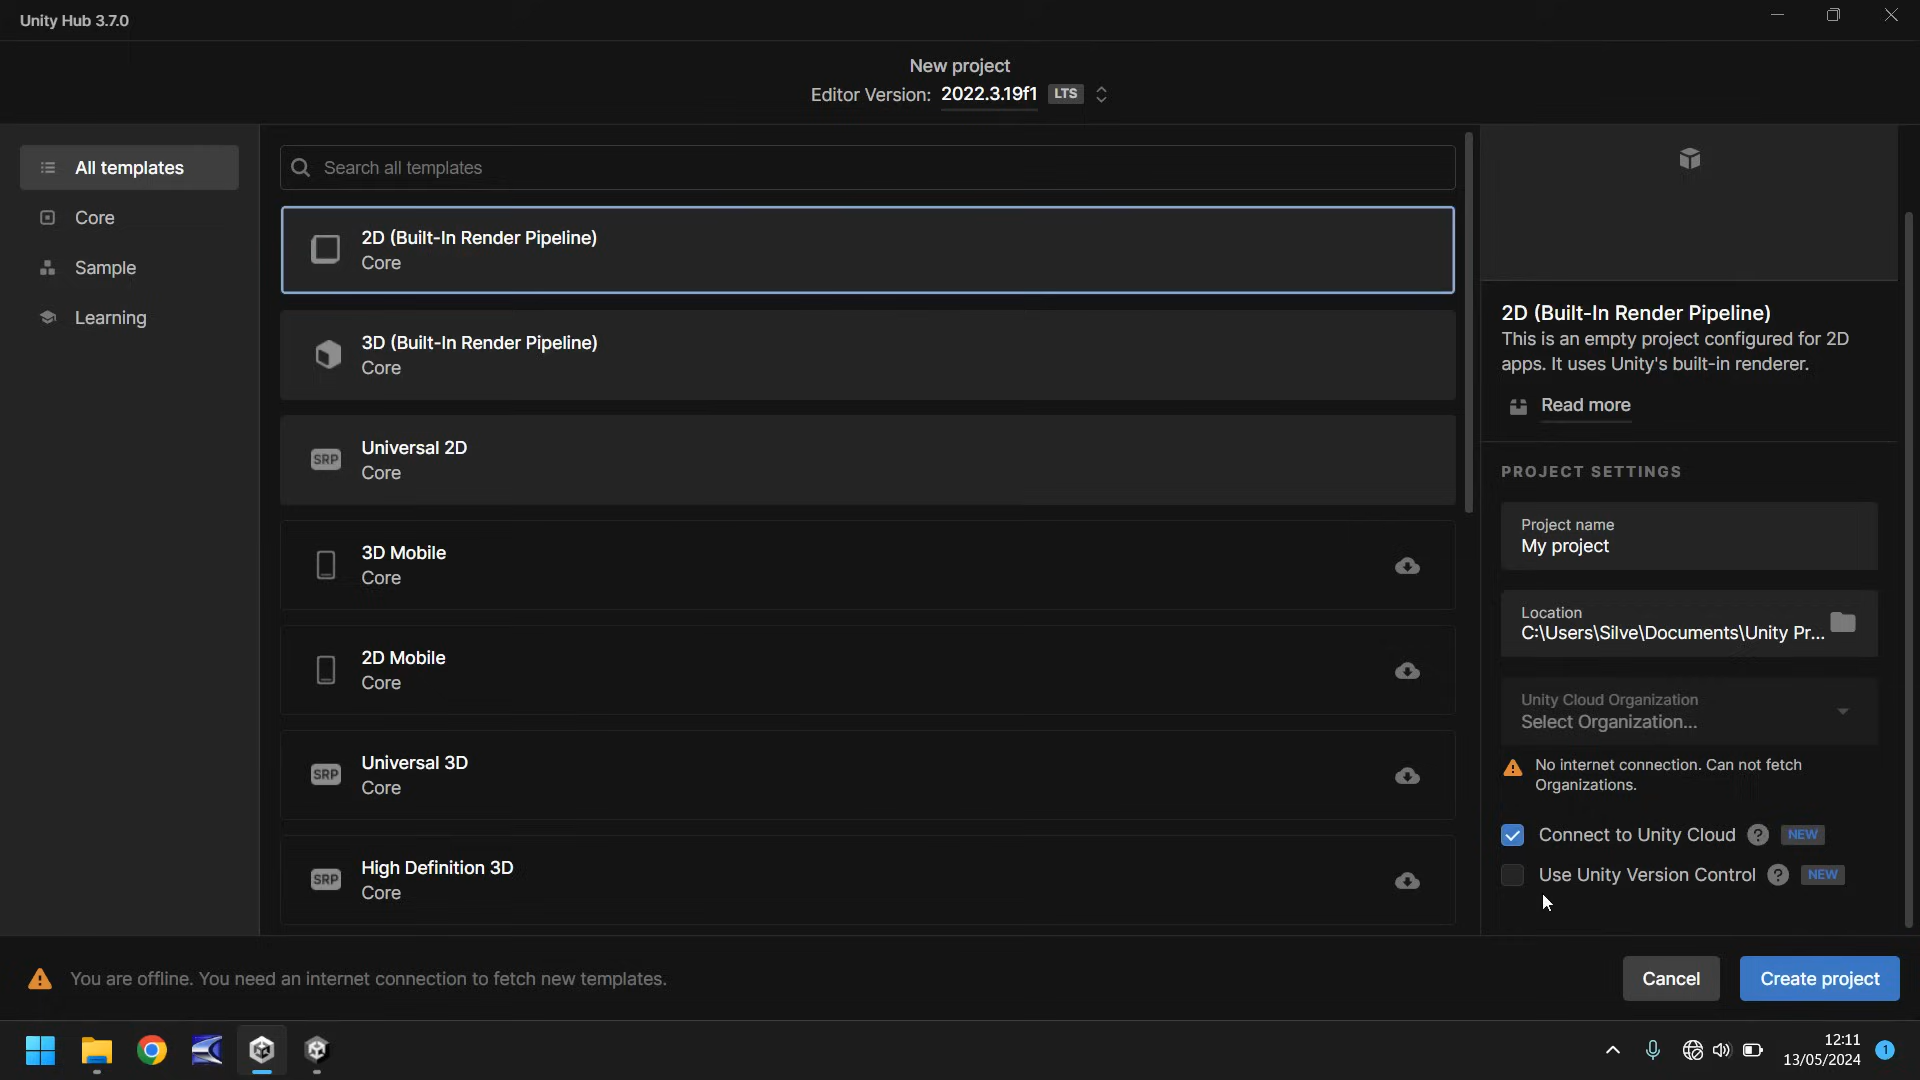 Unity Hub 3.7.0
New project
Editor Version: 2022.3.19f1 LTS
All templates
Core
Sample
Learning
Search all templates
2D (Built-In Render Pipeline)
Core
3D (Built-In Render Pipeline)
Core
SRP
Universal 2D
Core
3D Mobile
Core
2D Mobile
Core
SRP
Universal 3D
Core
SRP
High Definition 3D
Core
2D (Built-In Render Pipeline)
This is an empty project configured for 2D
apps. It uses Unity's built-in renderer.
Read more
PROJECT SETTINGS
Project name
My project
Location
C:\Users\Silve\Documents\Unity Pr...
Unity Cloud Organization
Select Organization...
No internet connection. Can not fetch
Organizations.
Connect to Unity Cloud ? NEW
Use Unity Version Control ? NEW
You are offline. You need an internet connection to fetch new templates.
Cancel
Create project
12:11
13/05/2024
1